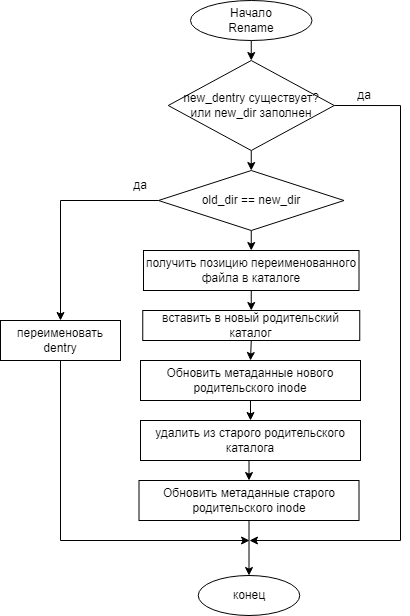 Начало
Rename
new_dentry существует?
или new_dir заполнен
да
old_dir == new_dir
да
получить позицию переименованного
файла в каталоге
вставить в новый родительский
каталог
переименовать
dentry
Обновить метаданные нового
родительского inode
удалить из старого родительского
каталога
Обновить метаданные старого
родительского inode
конец